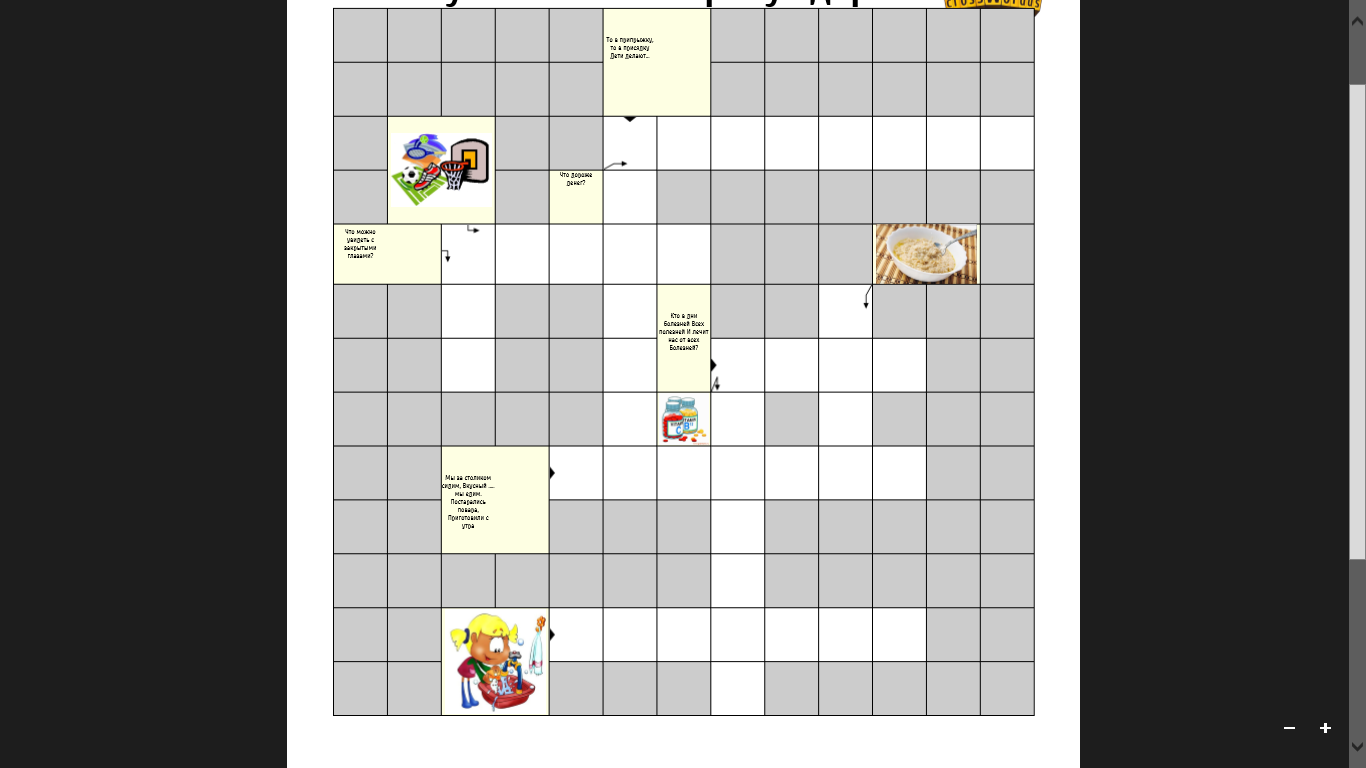 То в припрыжку,
то в присядку
Дети делают...
Что дороже
денег?
Что можно
увидеть с
закрытыми
глазами?
Кто в дни
болезней Всех
полезней И лечит
нас от всех
Болезней?
Мы за столиком
сидим, Вкусный ....
мы едим.
Постарались
повара,
Приготовили с
утра